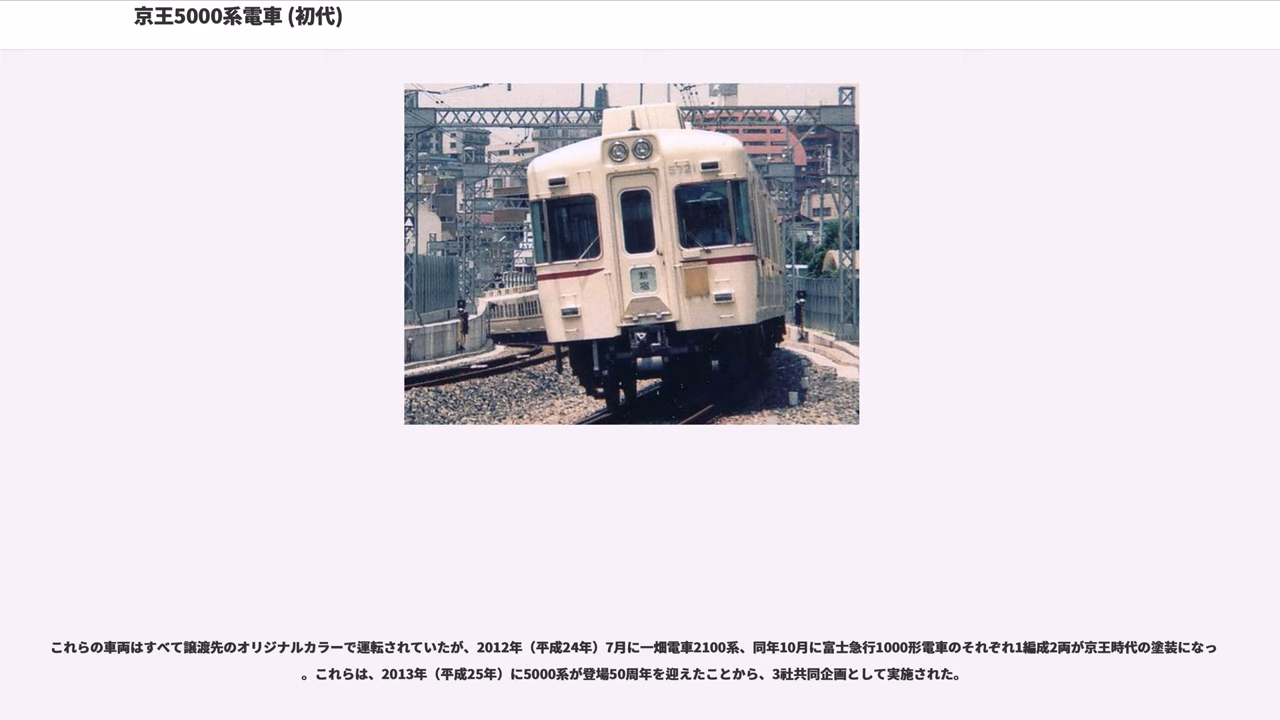 京王5000系電車 (初代)
5721
新宿
これらの車両はすべて譲渡先のオリジナルカラーで運転されていたが、2012年（平成24年）7月に一畑電車2100系、同年10月に富士急行1000形電車のそれぞれ1編成2両が京王時代の塗装になっ
。これらは、2013年（平成25年）に5000系が登場50周年を迎えたことから、3社共同企画として実施された。